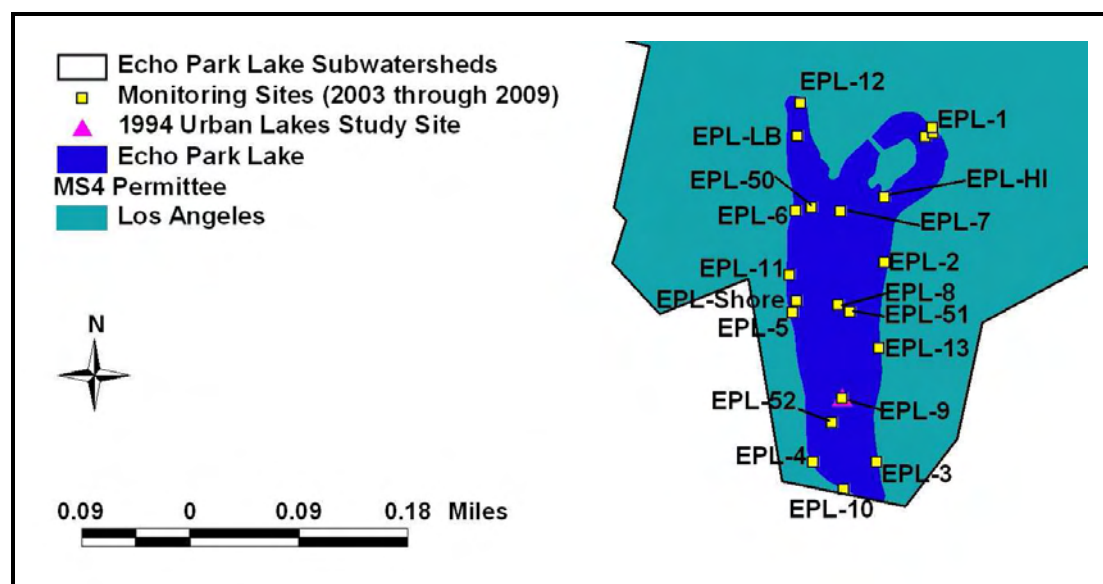 Echo Park Lake Subwatersheds
Monitoring Sites (2003 through 2009)
1994 Urban Lakes Study Site
Echo Park Lake
MS4 Permittee
Los Angeles
N
0.09 0 0.09 0.18 Miles
EPL-12
EPL-1
EPL-LB
EPL-HI
EPL-50
EPL-6
EPL-7
EPL-2
EPL-11
EPL-8
EPL-Shore
EPL-51
EPL-5
EPL-13
EPL-52
EPL-9
EPL-4
EPL-3
EPL-10